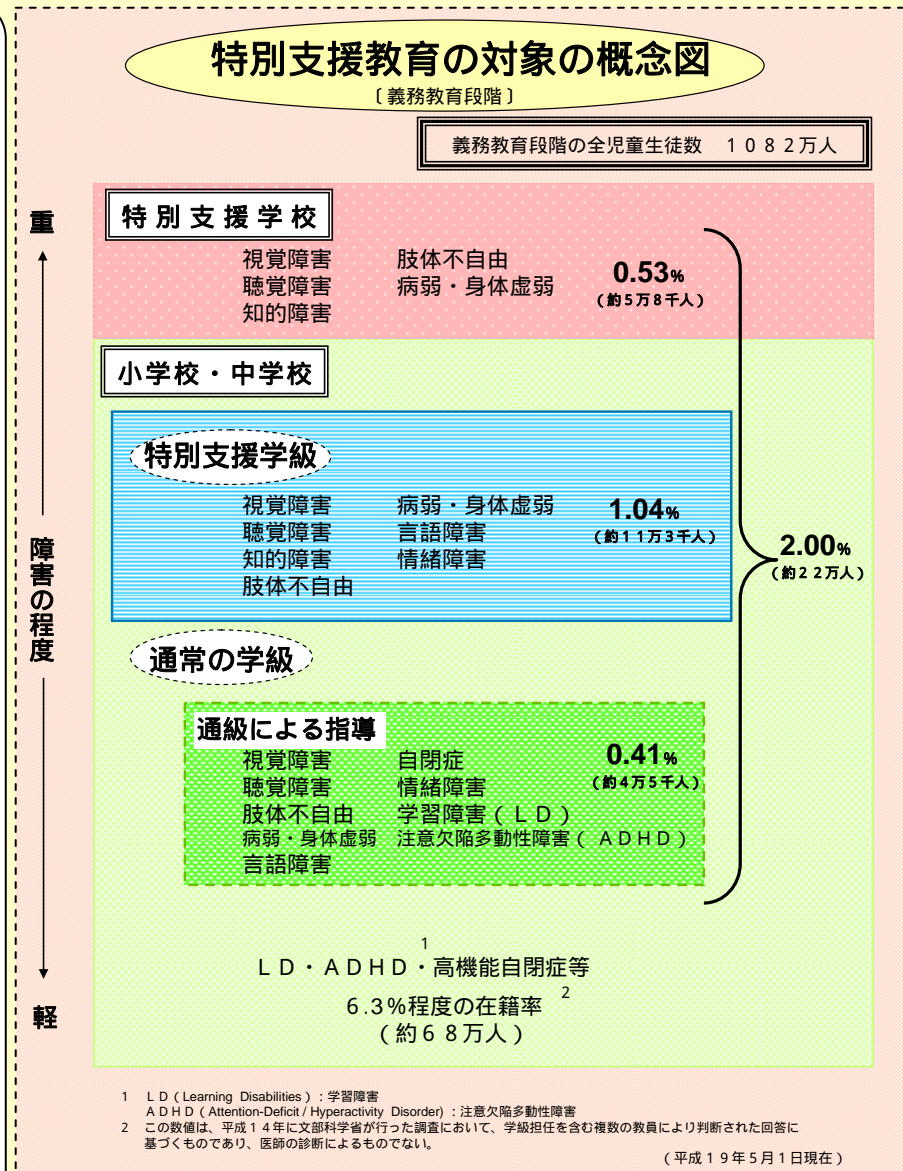 特別支援教育の対象の概念図
〔義務教育段階〕
義務教育段階の全児童生徒数 1082万人
重
障害の程度
軽
特別支援学校
視覚障害 肢体不自由
聴覚障害 病弱・身体虚弱
知的障害
0.53%
(約5万8千人)
小学校・中学校
特別支援学級
視覚障害 病弱・身体虚弱
聴覚障害 言語障害
知的障害 情緒障害
肢体不自由
1.04%
(約11万3千人)
2.00%
(約22万人)
通常の学級
通級による指導
視覚障害 自閉症
聴覚障害 情緒障害
肢体不自由 学習障害(LD)
病弱・身体虚弱 注意欠陥多動性障害(ADHD)
言語障害
0.41%
(約4万5千人)
1
LD・ADHD・高機能自閉症等
6.3%程度の在籍率 2
(約68万人)
1 LD(Learning Disabilities):学習障害
ADHD(Attention-Deficit / Hyperactivity Disorder):注意欠陥多動性障害
2 この数値は、平成14年に文部科学省が行った調査において、学級担任を含む複数の教員により判断された回答に
基づくものであり、医師の診断によるものでない。
(平成19年5月1日現在)